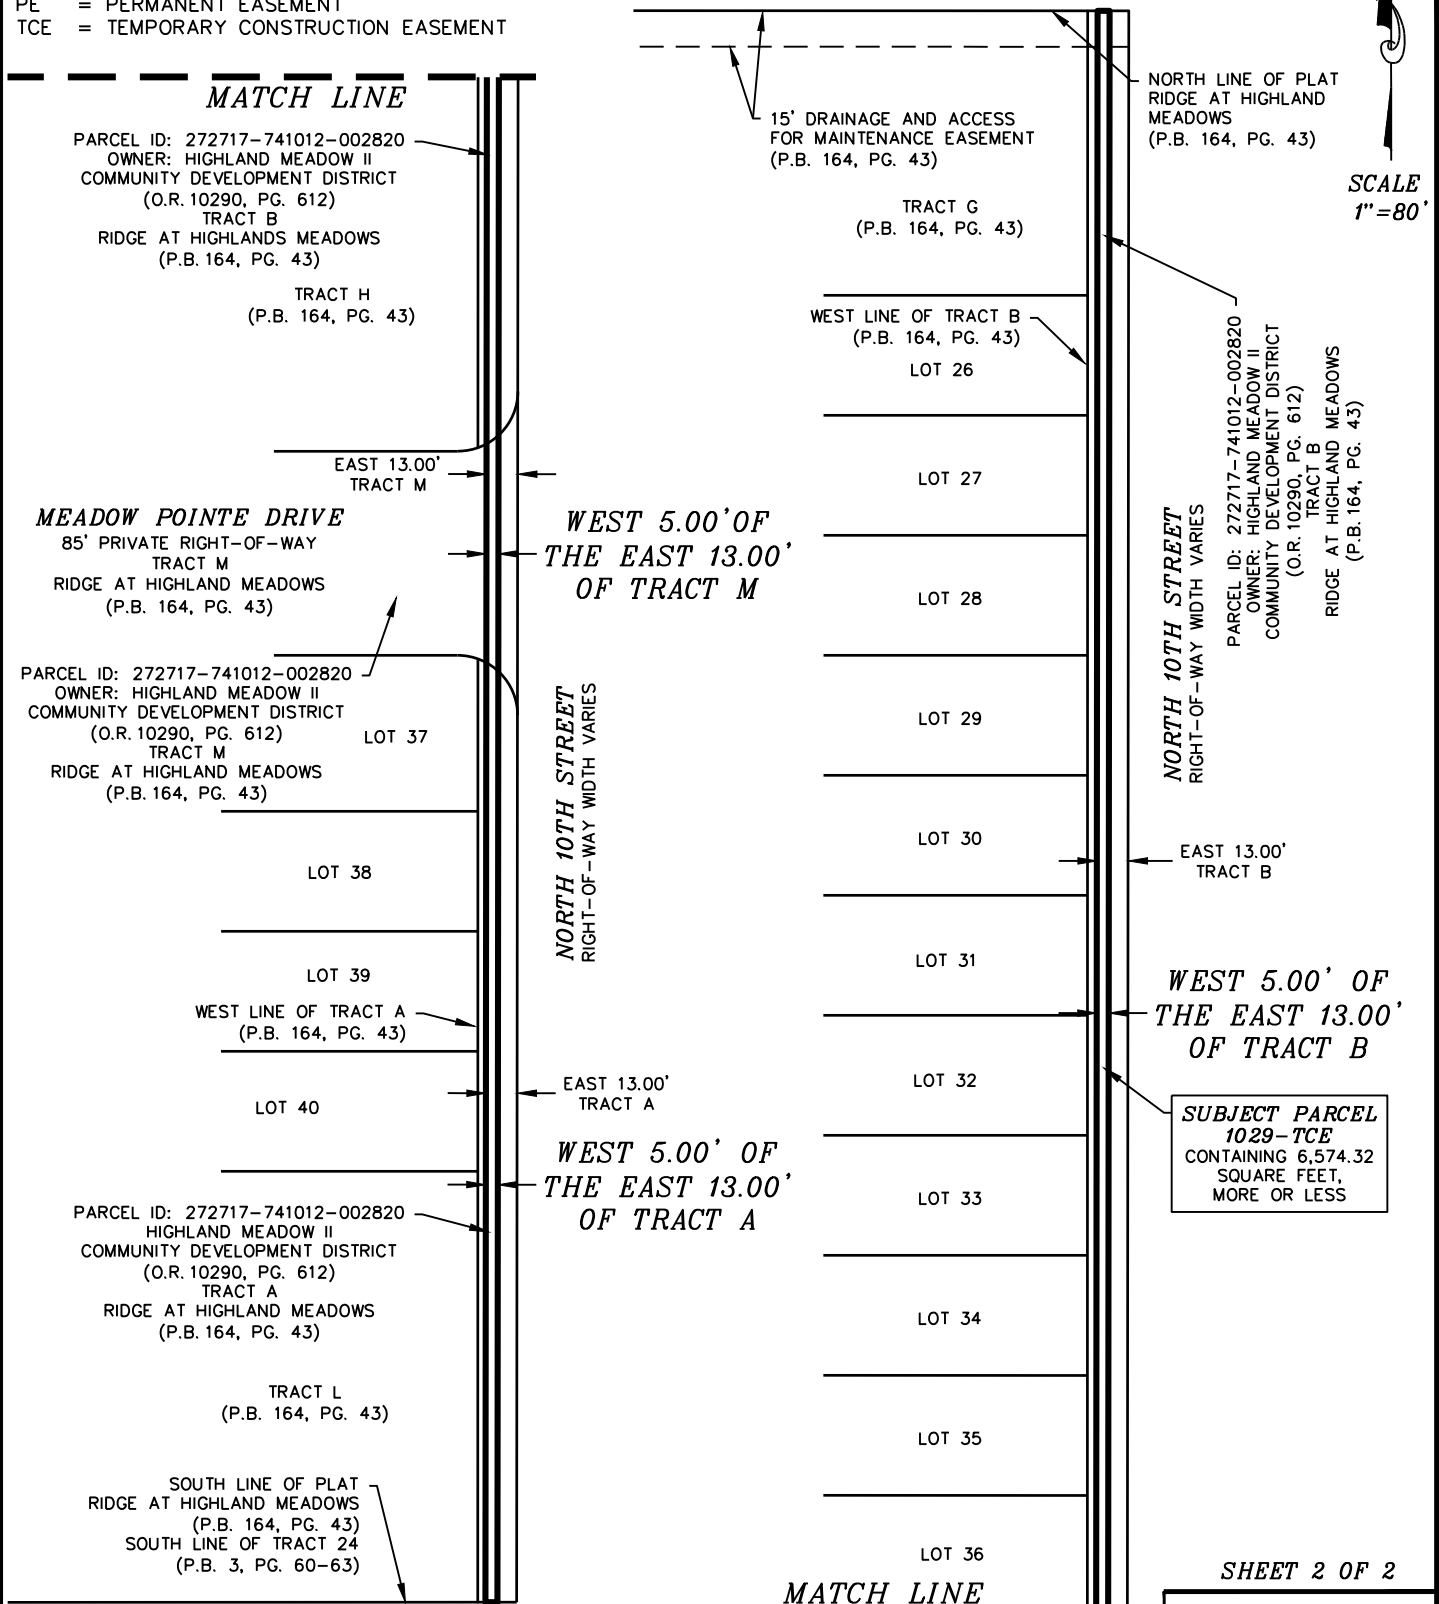 PE = PERMANENT EASEMENT
TCE = TEMPORARY CONSTRUCTION EASEMENT
MATCH LINE
PARCEL ID: 272717-741012-002820
OWNER: HIGHLAND MEADOW II
COMMUNITY DEVELOPMENT DISTRICT
(O.R. 10290, PG. 612)
TRACT B
RIDGE AT HIGHLANDS MEADOWS
(P.B. 164, PG. 43)
TRACT H
(P.B. 164, PG. 43)
EAST 13.00'
TRACT M
MEADOW POINTE DRIVE
85' PRIVATE RIGHT-OF-WAY
TRACT M
RIDGE AT HIGHLAND MEADOWS
(P.B. 164, PG. 43)
WEST 5.00'OF
THE EAST 13.00'
OF TRACT M
PARCEL ID: 272717-741012-002820
OWNER: HIGHLAND MEADOW II
COMMUNITY DEVELOPMENT DISTRICT
(O.R. 10290, PG. 612)
TRACT M
RIDGE AT HIGHLAND MEADOWS
(P.B. 164, PG. 43)
LOT 37
NORTH 10TH STREET
RIGHT-OF-WAY WIDTH VARIES
LOT 38
LOT 39
WEST LINE OF TRACT A
(P.B. 164, PG. 43)
LOT 40
EAST 13.00'
TRACT A
WEST 5.00' OF
THE EAST 13.00'
OF TRACT A
PARCEL ID: 272717-741012-002820
HIGHLAND MEADOW II
COMMUNITY DEVELOPMENT DISTRICT
(O.R. 10290, PG. 612)
TRACT A
RIDGE AT HIGHLAND MEADOWS
(P.B. 164, PG. 43)
TRACT L
(P.B. 164, PG. 43)
SOUTH LINE OF PLAT
RIDGE AT HIGHLAND MEADOWS
(P.B. 164, PG. 43)
SOUTH LINE OF TRACT 24
(P.B. 3, PG. 60-63)
15' DRAINAGE AND ACCESS
FOR MAINTENANCE EASEMENT
(P.B. 164, PG. 43)
NORTH LINE OF PLAT
RIDGE AT HIGHLAND
MEADOWS
(P.B. 164, PG. 43)
SCALE
1"=80'
TRACT G
(P.B. 164, PG. 43)
WEST LINE OF TRACT B
(P.B. 164, PG. 43)
LOT 26
LOT 27
LOT 28
LOT 29
LOT 30
LOT 31
LOT 32
LOT 33
LOT 34
LOT 35
LOT 36
MATCH LINE
PARCEL ID: 272717-741012-002820
OWNER: HIGHLAND MEADOW II
COMMUNITY DEVELOPMENT DISTRICT
(O.R. 10290, PG. 612)
TRACT B
RIDGE AT HIGHLAND MEADOWS
(P.B. 164, PG. 43)
NORTH 10TH STREET
RIGHT-OF-WAY WIDTH VARIES
EAST 13.00'
TRACT B
WEST 5.00' OF
THE EAST 13.00'
OF TRACT B
SUBJECT PARCEL
1029-TCE
CONTAINING 6,574.32
SQUARE FEET,
MORE OR LESS
SHEET 2 OF 2